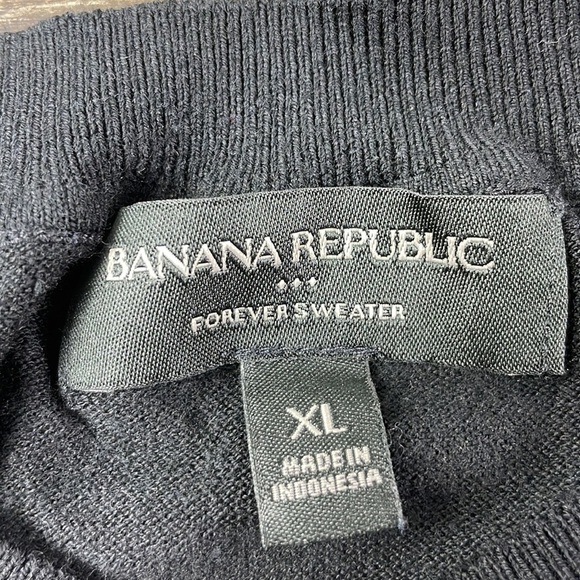 BANANA REPUBLIC
FOREVER SWEATER
XL
MADE IN
INDONESIA